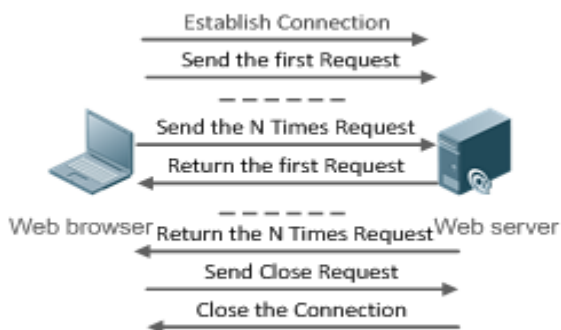 Establish Connection
Send the first Request
Send the N Times Request
Return the first Request
Web browser
Web server
Return the N Times Request
Send Close Request
Close the Connection